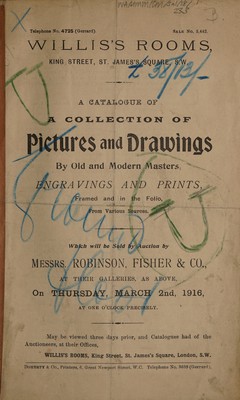 Telephone No. 4725 (Gerrard).
Sale No. 3,442.
WILLIS'S ROOMS,
KING STREET, ST. JAMES'S SQUARE, S.W.
£ 3813/-
A CATALOGUE OF
A COLLECTION OF
Pictures and Drawings
By Old and Modern Masters,
ENGRAVINGS AND PRINTS,
Framed and in the Folio,
From Various Sources.
Which will be Sold by Auction by
MESSRS. ROBINSON, FISHER & CO.,
AT THEIR GALLERIES, AS ABOVE,
On THURSDAY, MARCH 2nd, 1916,
AT ONE O'CLOCK PRECISELY.
May be viewed three days prior, and Catalogues had of the
Auctioneers, at their Offices,
WILLIS'S ROOMS, King Street, St. James's Square, London, S.W.